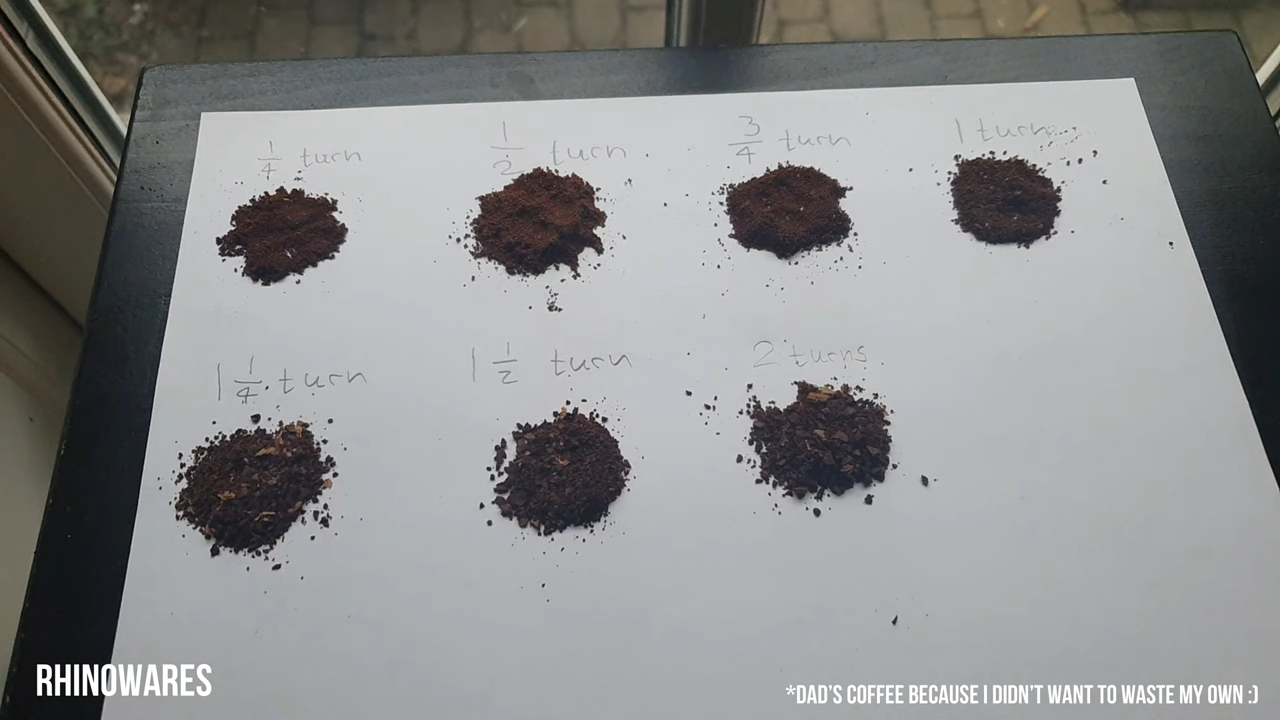 1/4 turn
1/2 turn
3/4 turn
1 turn
1 1/4 turn
1 1/2 turn
2 turns
RHINOWARES
*DAD'S COFFEE BECAUSE I DIDN'T WANT TO WASTE MY OWN :)